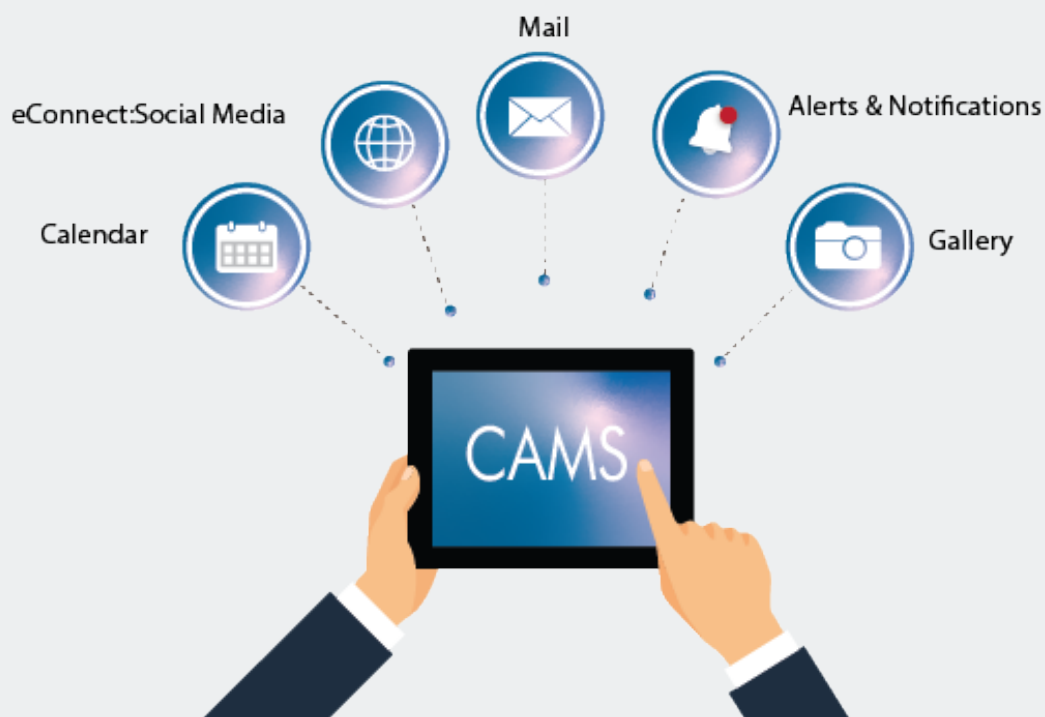 Mail
eConnect:Social Media
Alerts & Notifications
Calendar
Gallery
CAMS